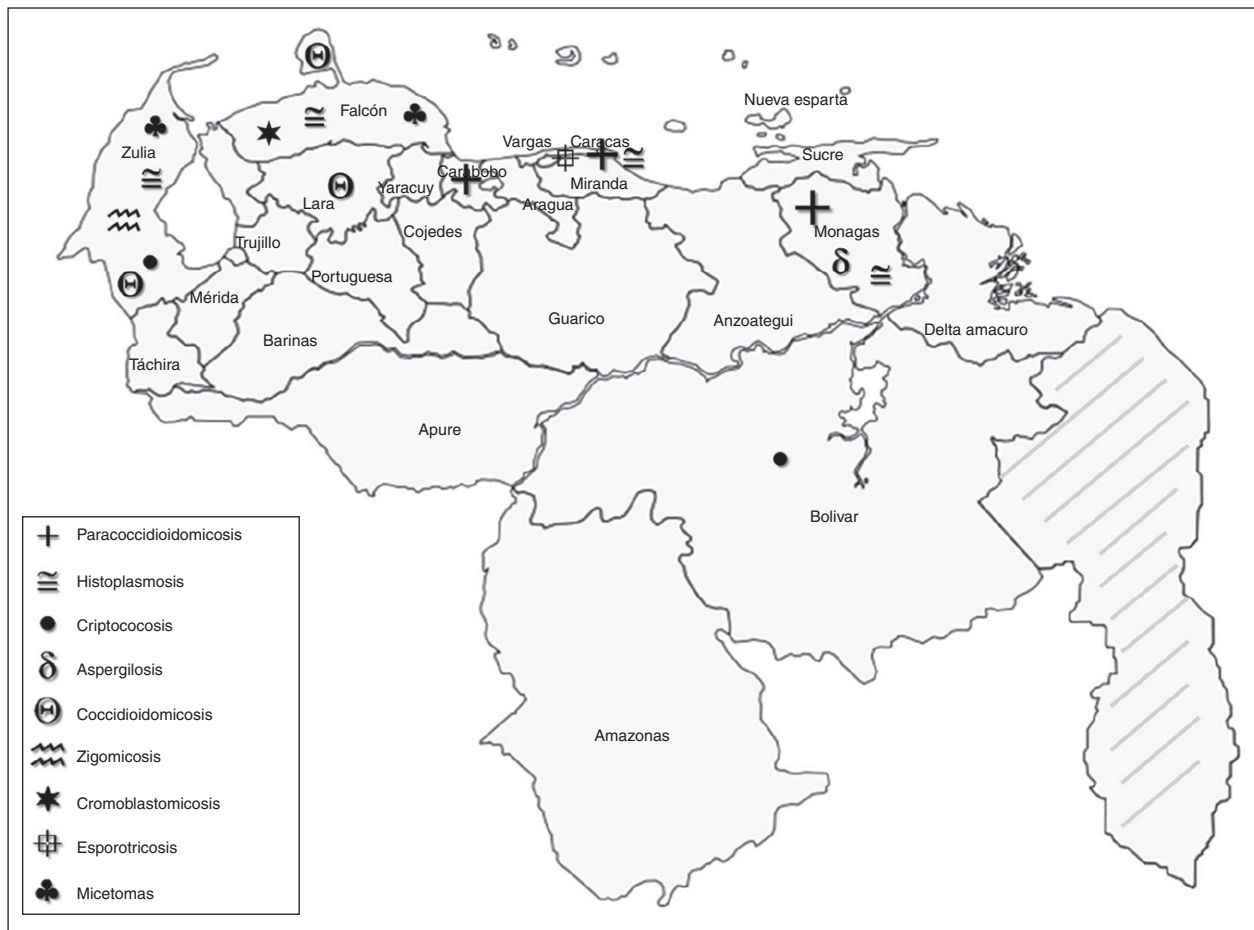 Nueva esparta
Falcón
Vargas
Caracas
Zulia
Sucre
Carabobo
Miranda
Yaracuy
Lara
Aragua
Trujillo
Cojedes
Monagas
Portuguesa
Mérida
Guarico
Anzoategui
Delta amacuro
Barinas
Táchira
Apure
Bolivar
Amazonas
Paracoccidioidomicosis
Histoplasmosis
Criptococosis
δ Aspergilosis
Θ Coccidioidomicosis
Zigomicosis
Cromoblastomicosis
Esporotricosis
Micetomas